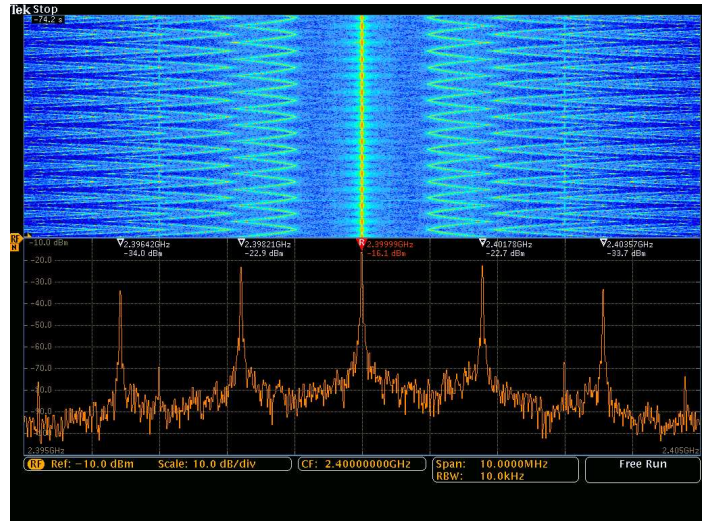 Tek Stop
-74.2 s
RF
-10.0 dBm
2.39642GHz
-34.0 dBm
2.39821GHz
-22.9 dBm
R
2.39999GHz
-16.1 dBm
2.40178GHz
-22.7 dBm
2.40357GHz
-33.7 dBm
-20.0
-30.0
-40.0
-50.0
-60.0
-70.0
-80.0
-90.0
2.395GHz
2.405GHz
RF Ref: -10.0 dBm Scale: 10.0 dB/div
CF: 2.40000000GHz
Span: 10.0000MHz
RBW: 10.0kHz
Free Run